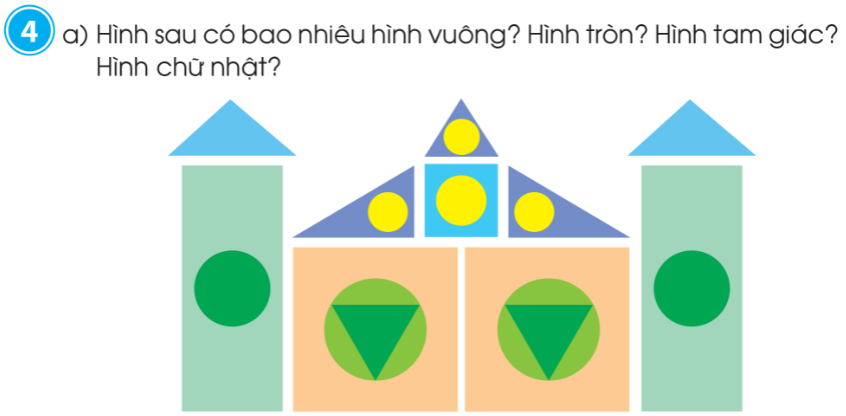 4 a) Hình sau có bao nhiêu hình vuông? Hình tròn? Hình tam giác?
Hình chữ nhật?